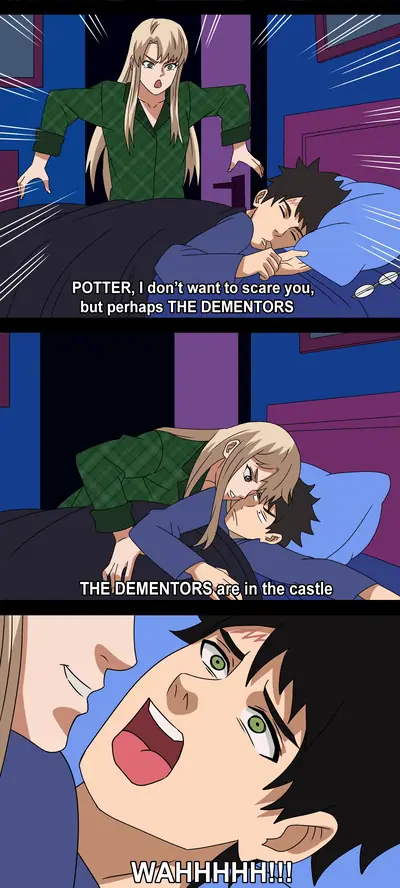 POTTER, I don't want to scare you,
but perhaps THE DEMENTORS
THE DEMENTORS are in the castle
WAHHHHH!!!